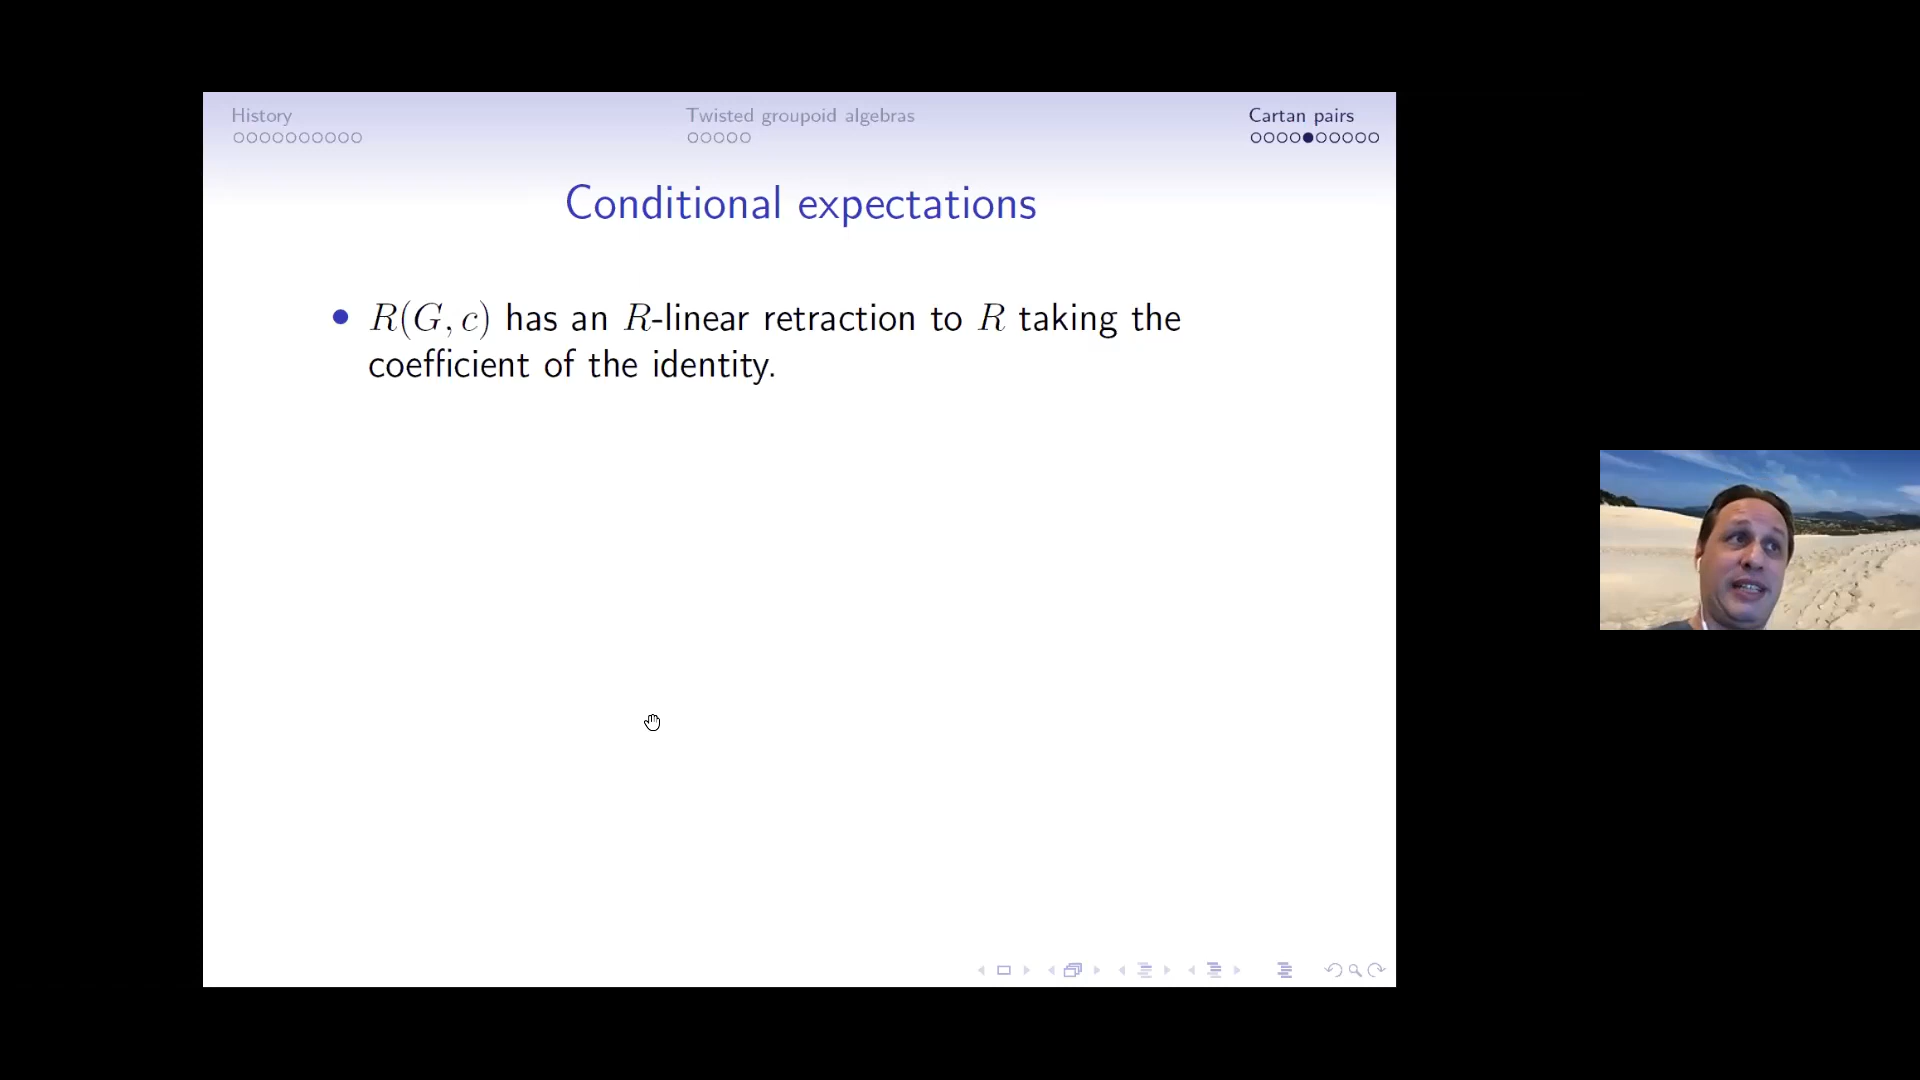 History
Twisted groupoid algebras
Cartan pairs
Conditional expectations
• R(G, c) has an R-linear retraction to R taking the
coefficient of the identity.